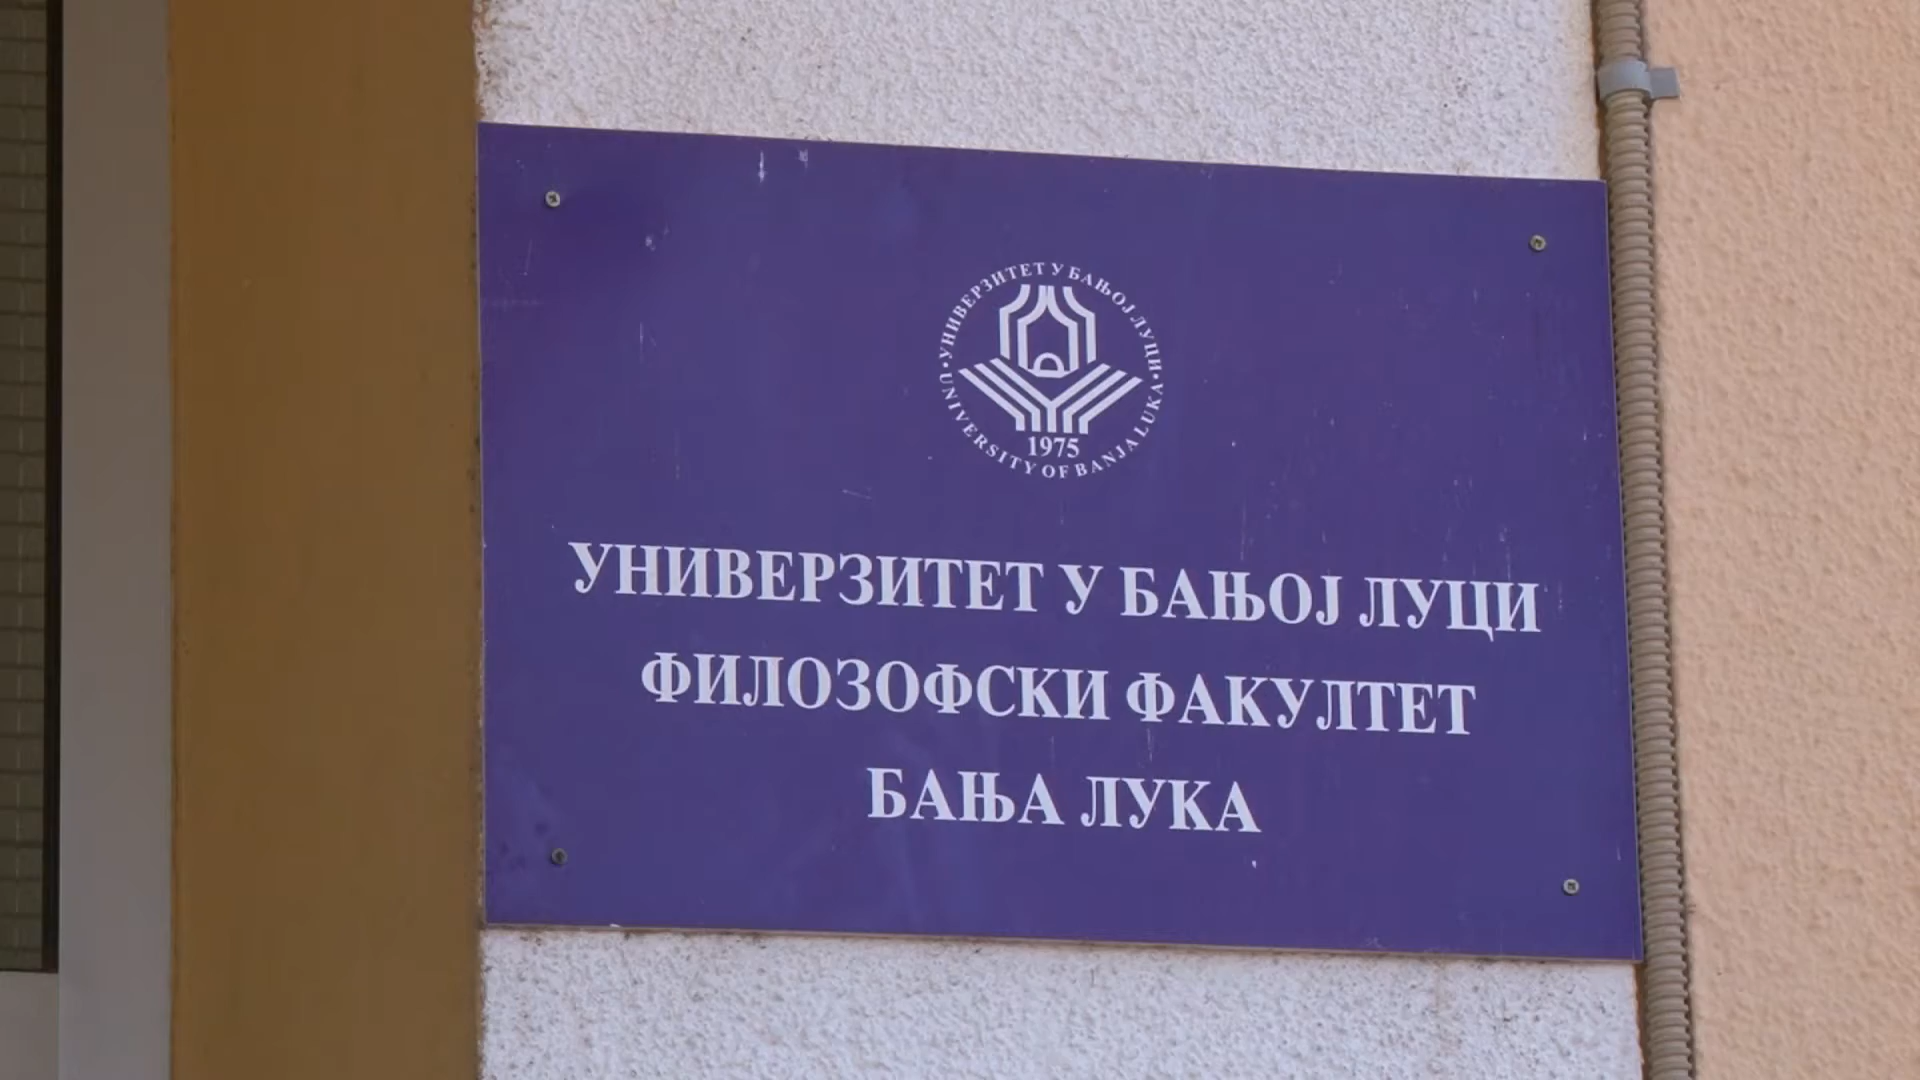 УНИВЕРЗИТЕТ У БАЊОЈ ЛУЦИ
1975
UNIVERSITY OF BANJA LUKA
УНИВЕРЗИТЕТ У БАЊОЈ ЛУЦИ
ФИЛОЗОФСКИ ФАКУЛТЕТ
БАЊА ЛУКА